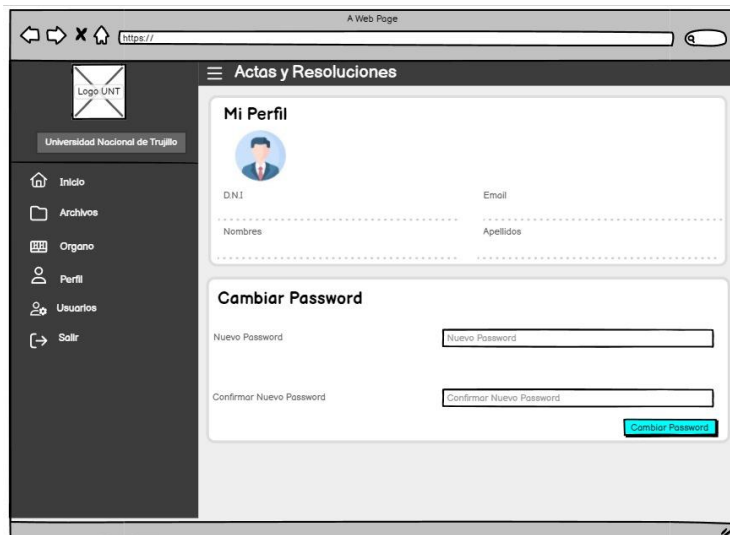 A Web Page
https://
Logo UNT
Universidad Nacional de Trujillo
Inicio
Archivos
Organo
Perfil
Usuarios
Salir
Actas y Resoluciones
Mi Perfil
D.N.I
Email
Nombres
Apellidos
Cambiar Password
Nuevo Password
Nuevo Password
Confirmar Nuevo Password
Confirmar Nuevo Password
Cambiar Password